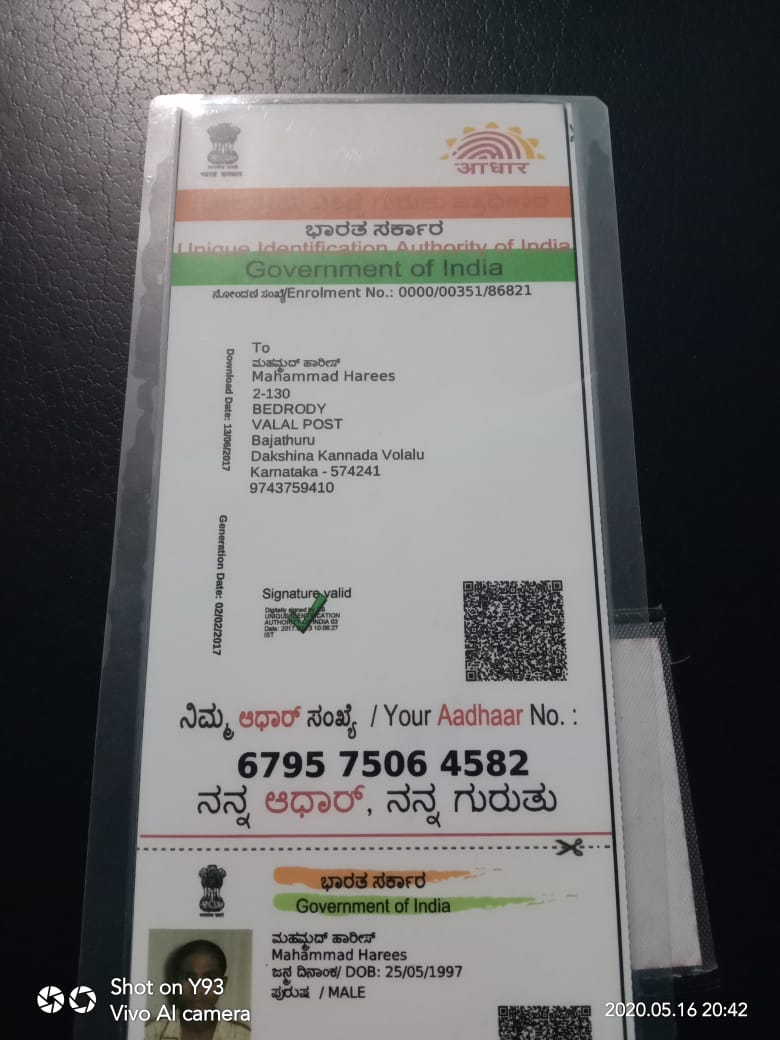 भारत सरकार
आधार
ಭಾರತ ಸರ್ಕಾರ
Unique Identification Authority of India
Government of India
ನೋಂದಣಿ ಸಂಖ್ಯೆ/Enrolment No.: 0000/00351/86821
To
ಮಹಮ್ಮದ್ ಹಾರೀಸ್
Mahammad Harees
2-130
BEDRODY
VALAL POST
Bajathuru
Dakshina Kannada Volalu
Karnataka - 574241
9743759410
Download Date: 13/06/2017
Generation Date: 02/02/2017
Signature valid
Digitally signed by
UNIQUE IDENTIFICATION
AUTHORITY OF INDIA 03
10:06:27
IST
ನಿಮ್ಮ ಆಧಾರ್ ಸಂಖ್ಯೆ / Your Aadhaar No. :
6795 7506 4582
ನನ್ನ ಆಧಾರ್, ನನ್ನ ಗುರುತು
ಭಾರತ ಸರ್ಕಾರ
Government of India
ಮಹಮ್ಮದ್ ಹಾರೀಸ್
Mahammad Harees
ಜನ್ಮ ದಿನಾಂಕ/ DOB: 25/05/1997
ಪುರುಷ / MALE
Shot on Y93
Vivo AI camera
2020.05.16 20:42